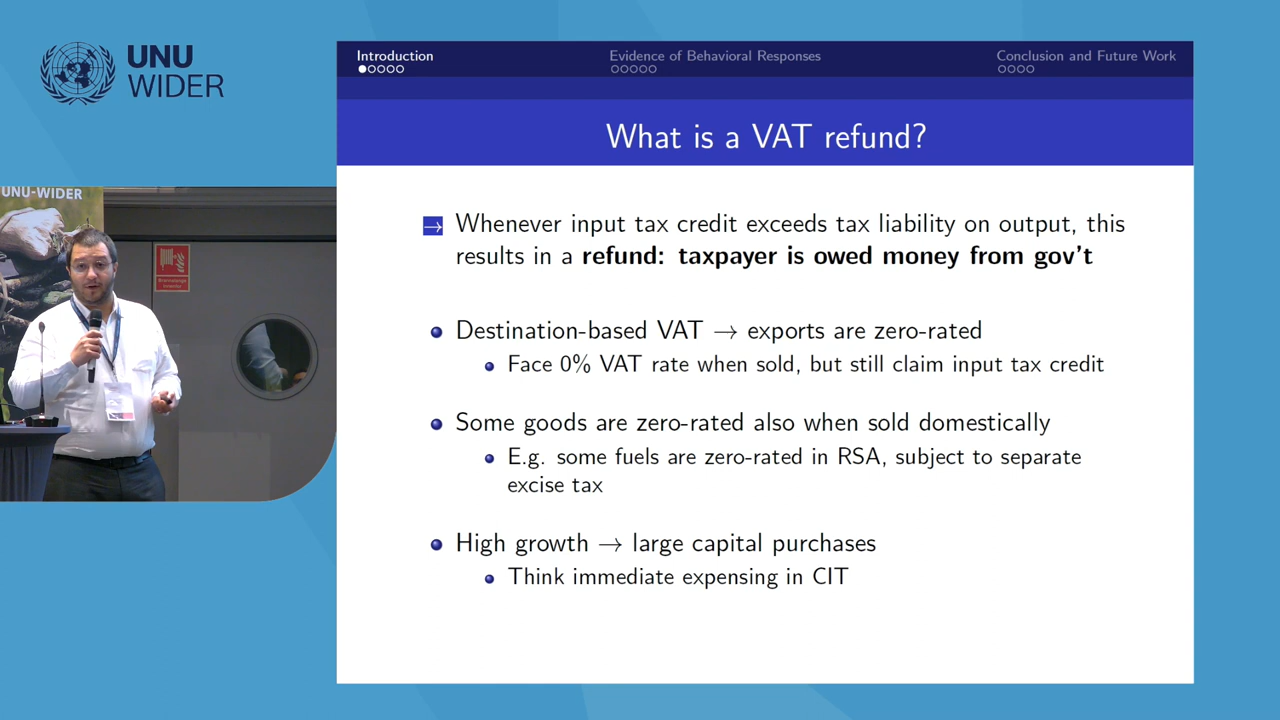 UNU
WIDER
Introduction
Evidence of Behavioral Responses
Conclusion and Future Work
What is a VAT refund?
→ Whenever input tax credit exceeds tax liability on output, this
results in a refund: taxpayer is owed money from gov't
Destination-based VAT → exports are zero-rated
Face 0% VAT rate when sold, but still claim input tax credit
Some goods are zero-rated also when sold domestically
E.g. some fuels are zero-rated in RSA, subject to separate
excise tax
High growth → large capital purchases
Think immediate expensing in CIT
UNU-WIDER